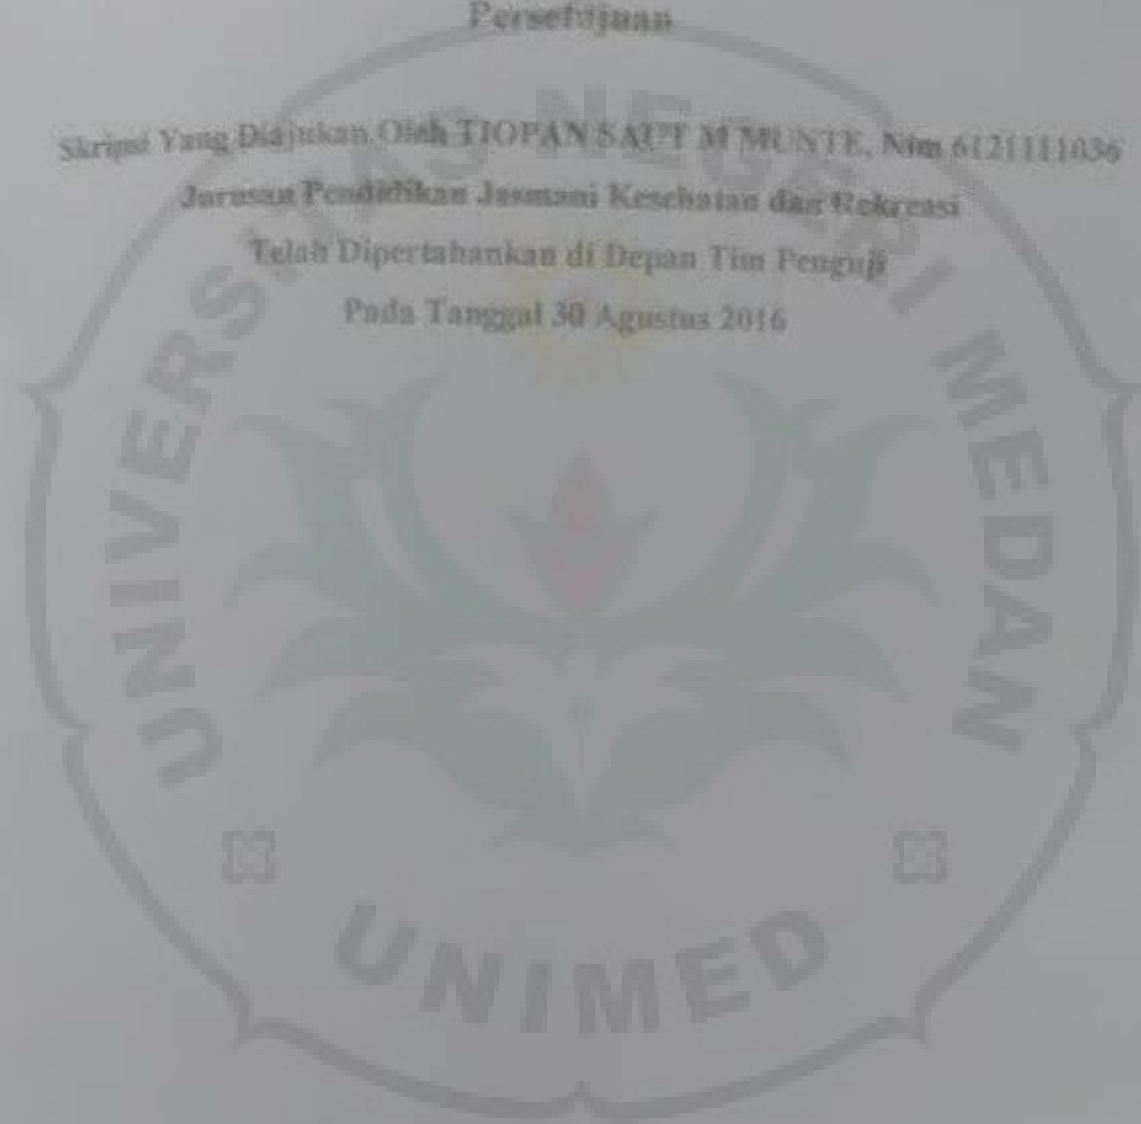 Persetujuan
Skripsi Yang Diajukan Oleh TIOPAN SAUT M MUNTE, Nim 6121111036
Jurusan Pendidikan Jasmani Kesehatan dan Rekreasi
Telah Dipertahankan di Depan Tim Penguji
Pada Tanggal 30 Agustus 2016
UNIVERSITAS NEGERI MEDAN
UNIMED